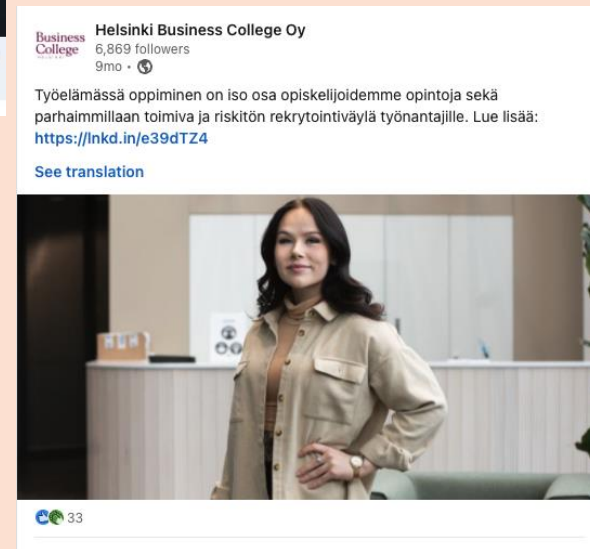 Business
College
HELSINKI
Helsinki Business College Oy
6,869 followers
9mo •
Työelämässä oppiminen on iso osa opiskelijoidemme opintoja sekä
parhaimmillaan toimiva ja riskitön rekrytointiväylä työnantajille. Lue lisää:
https://lnkd.in/e39dTZ4
See translation
33